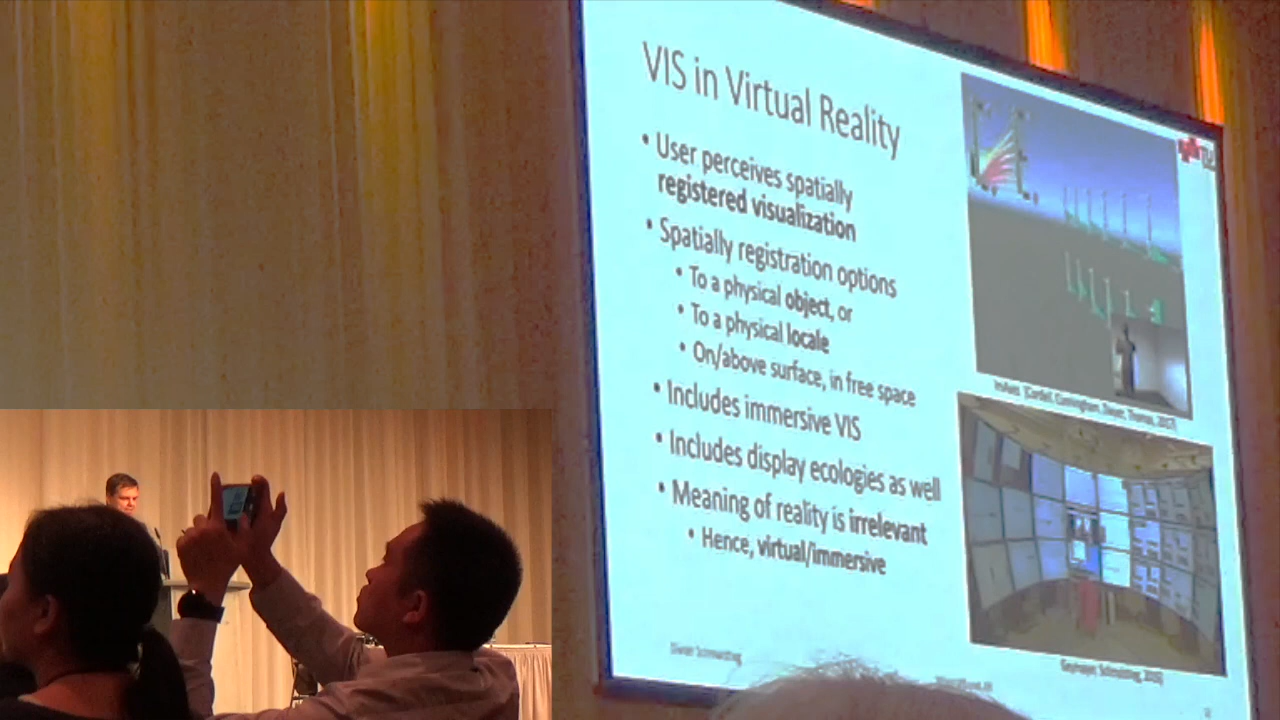 VIS in Virtual Reality
• User perceives spatially
registered visualization
• Spatially registration options
• To a physical object, or
• To a physical locale
• On/above surface, in free space
• Includes immersive VIS
• Includes display ecologies as well
• Meaning of reality is irrelevant
• Hence, virtual/immersive